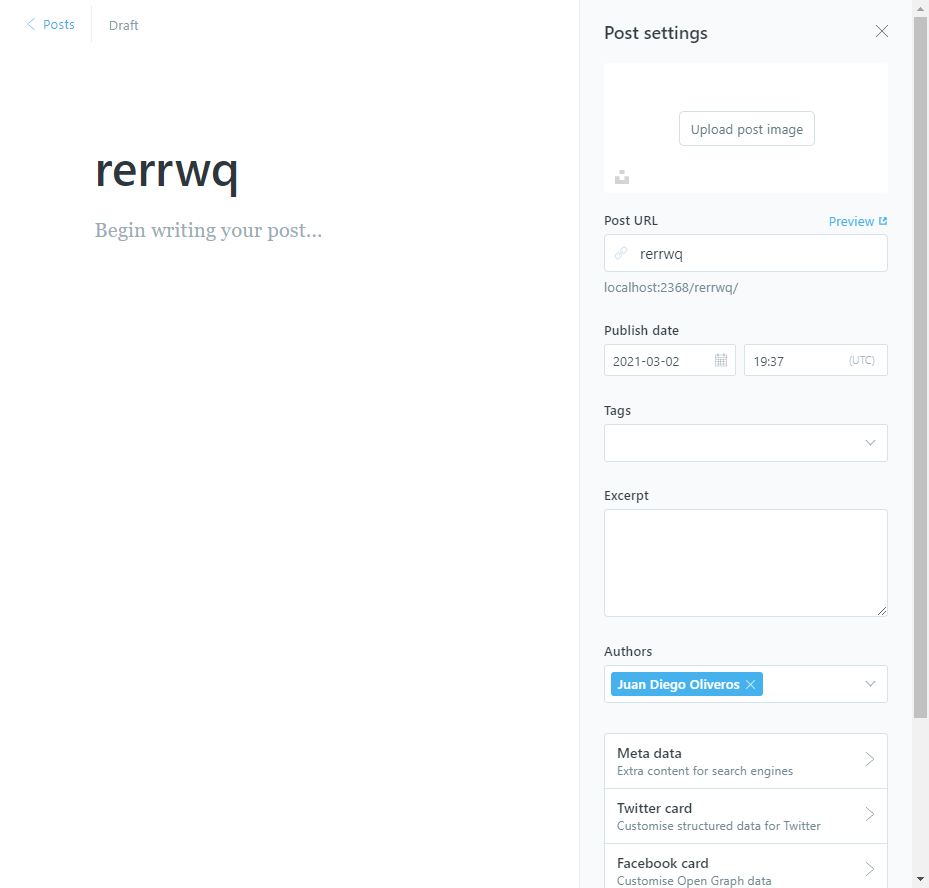 Posts
Draft
rerrwq
Begin writing your post...
Post settings
Upload post image
Post URL
Preview
rerrwq
localhost:2368/rerrwq/
Publish date
2021-03-02
19:37
(UTC)
Tags
Excerpt
Authors
Juan Diego Oliveros
Meta data
Extra content for search engines
Twitter card
Customise structured data for Twitter
Facebook card
Customise Open Graph data